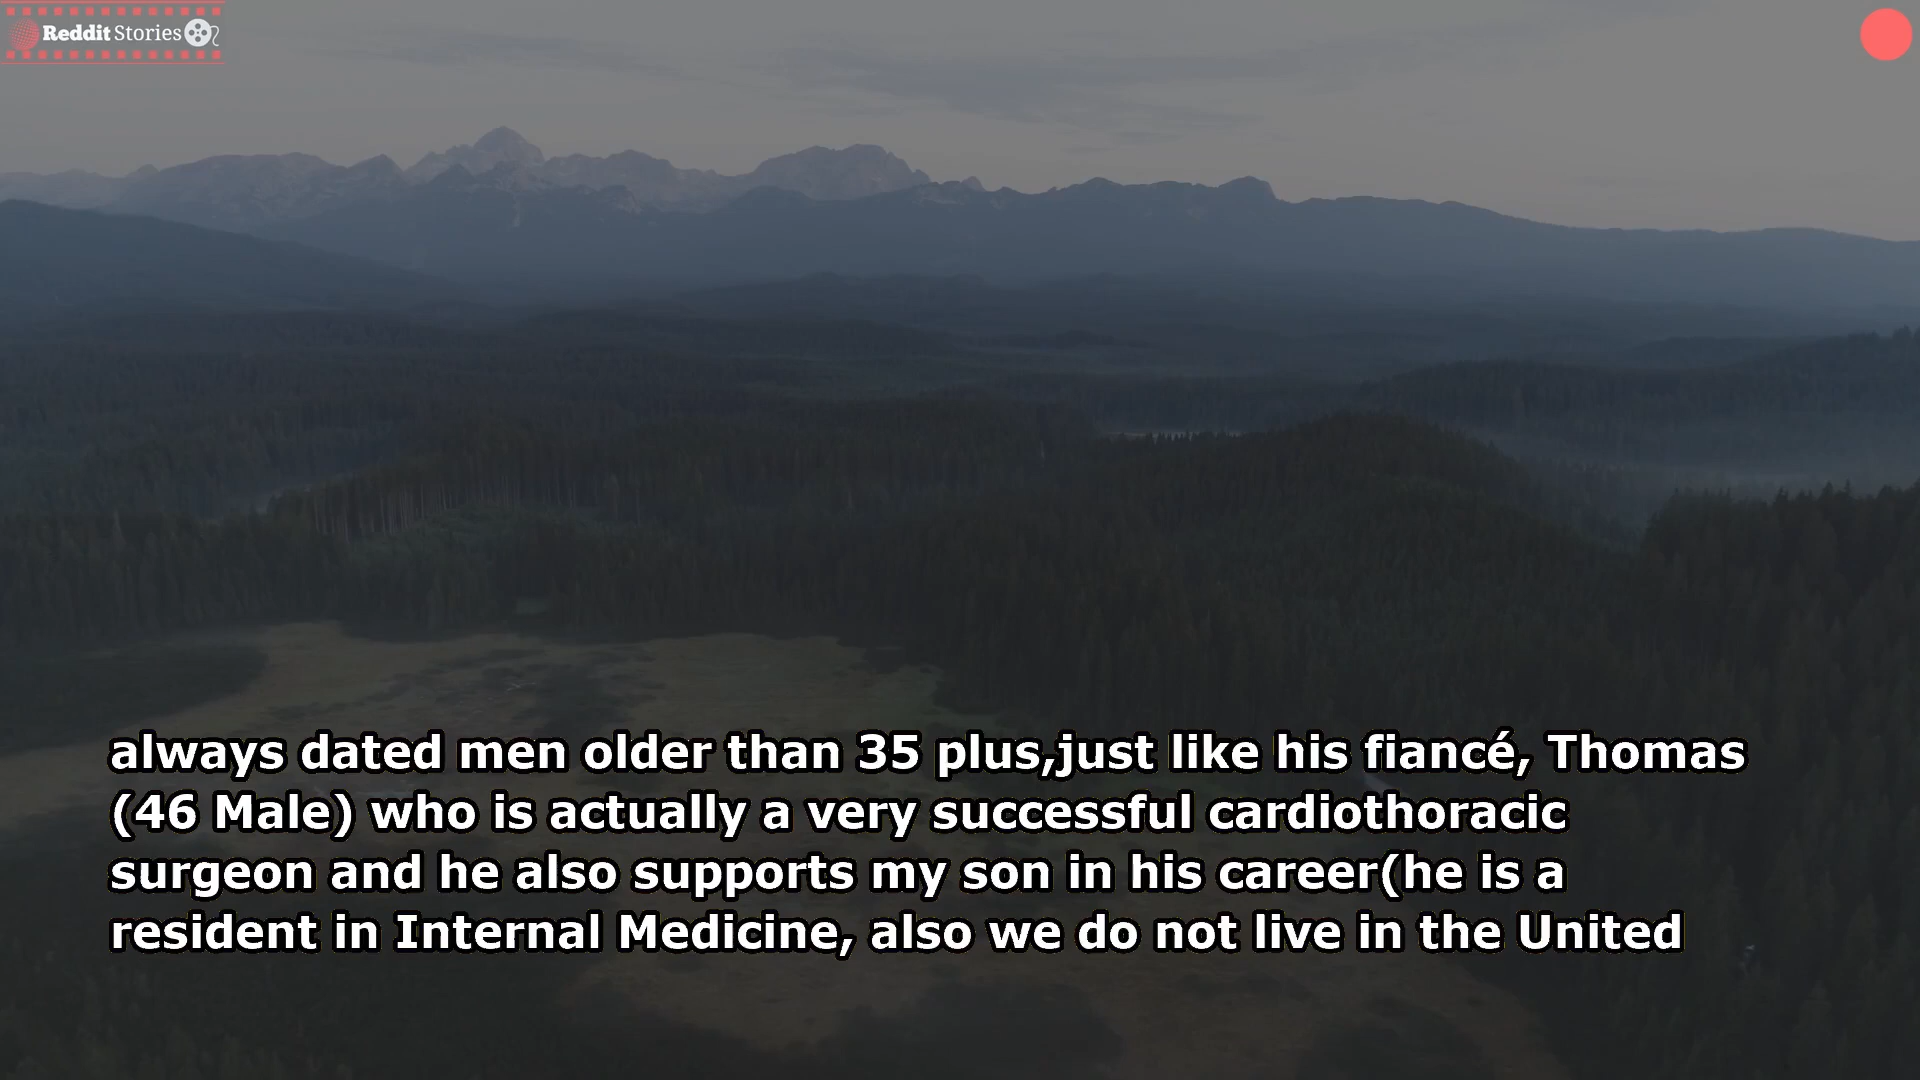 Reddit Stories
always dated men older than 35 plus,just like his fiancé, Thomas
(46 Male) who is actually a very successful cardiothoracic
surgeon and he also supports my son in his career(he is a
resident in Internal Medicine, also we do not live in the United